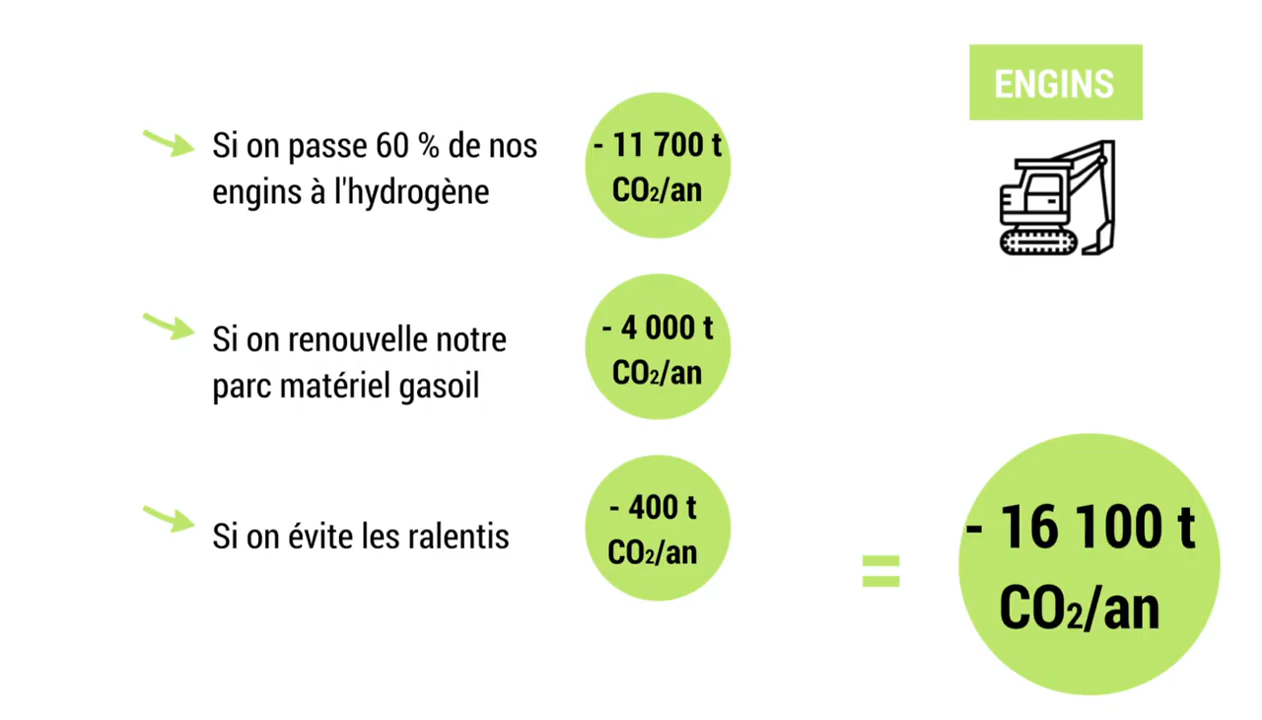 ENGINS
Si on passe 60 % de nos
engins à l'hydrogène
- 11 700 t
CO₂/an
Si on renouvelle notre
parc matériel gasoil
- 4 000 t
CO₂/an
Si on évite les ralentis
- 400 t
CO₂/an
=
- 16 100 t
CO₂/an